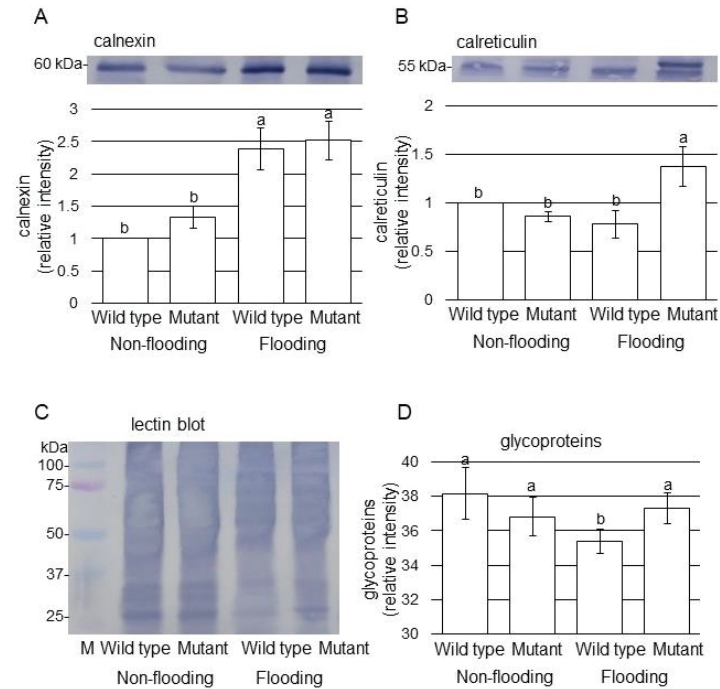 A
calnexin
60 kDa-
3
2.5
2
1.5
1
0.5
0
calnexin
(relative intensity)
b
b
a
a
Wild type Mutant Wild type Mutant
Non-flooding Flooding
B
calreticulin
55 kDa-
2
1.5
1
0.5
0
calreticulin
(relative intensity)
b
b
b
a
Wild type Mutant Wild type Mutant
Non-flooding Flooding
C
lectin blot
kDa
100-
75-
50-
37-
25-
M Wild type Mutant Wild type Mutant
Non-flooding Flooding
D
glycoproteins
40
38
36
34
32
30
glycoproteins
(relative intensity)
a
a
b
a
Wild type Mutant Wild type Mutant
Non-flooding Flooding